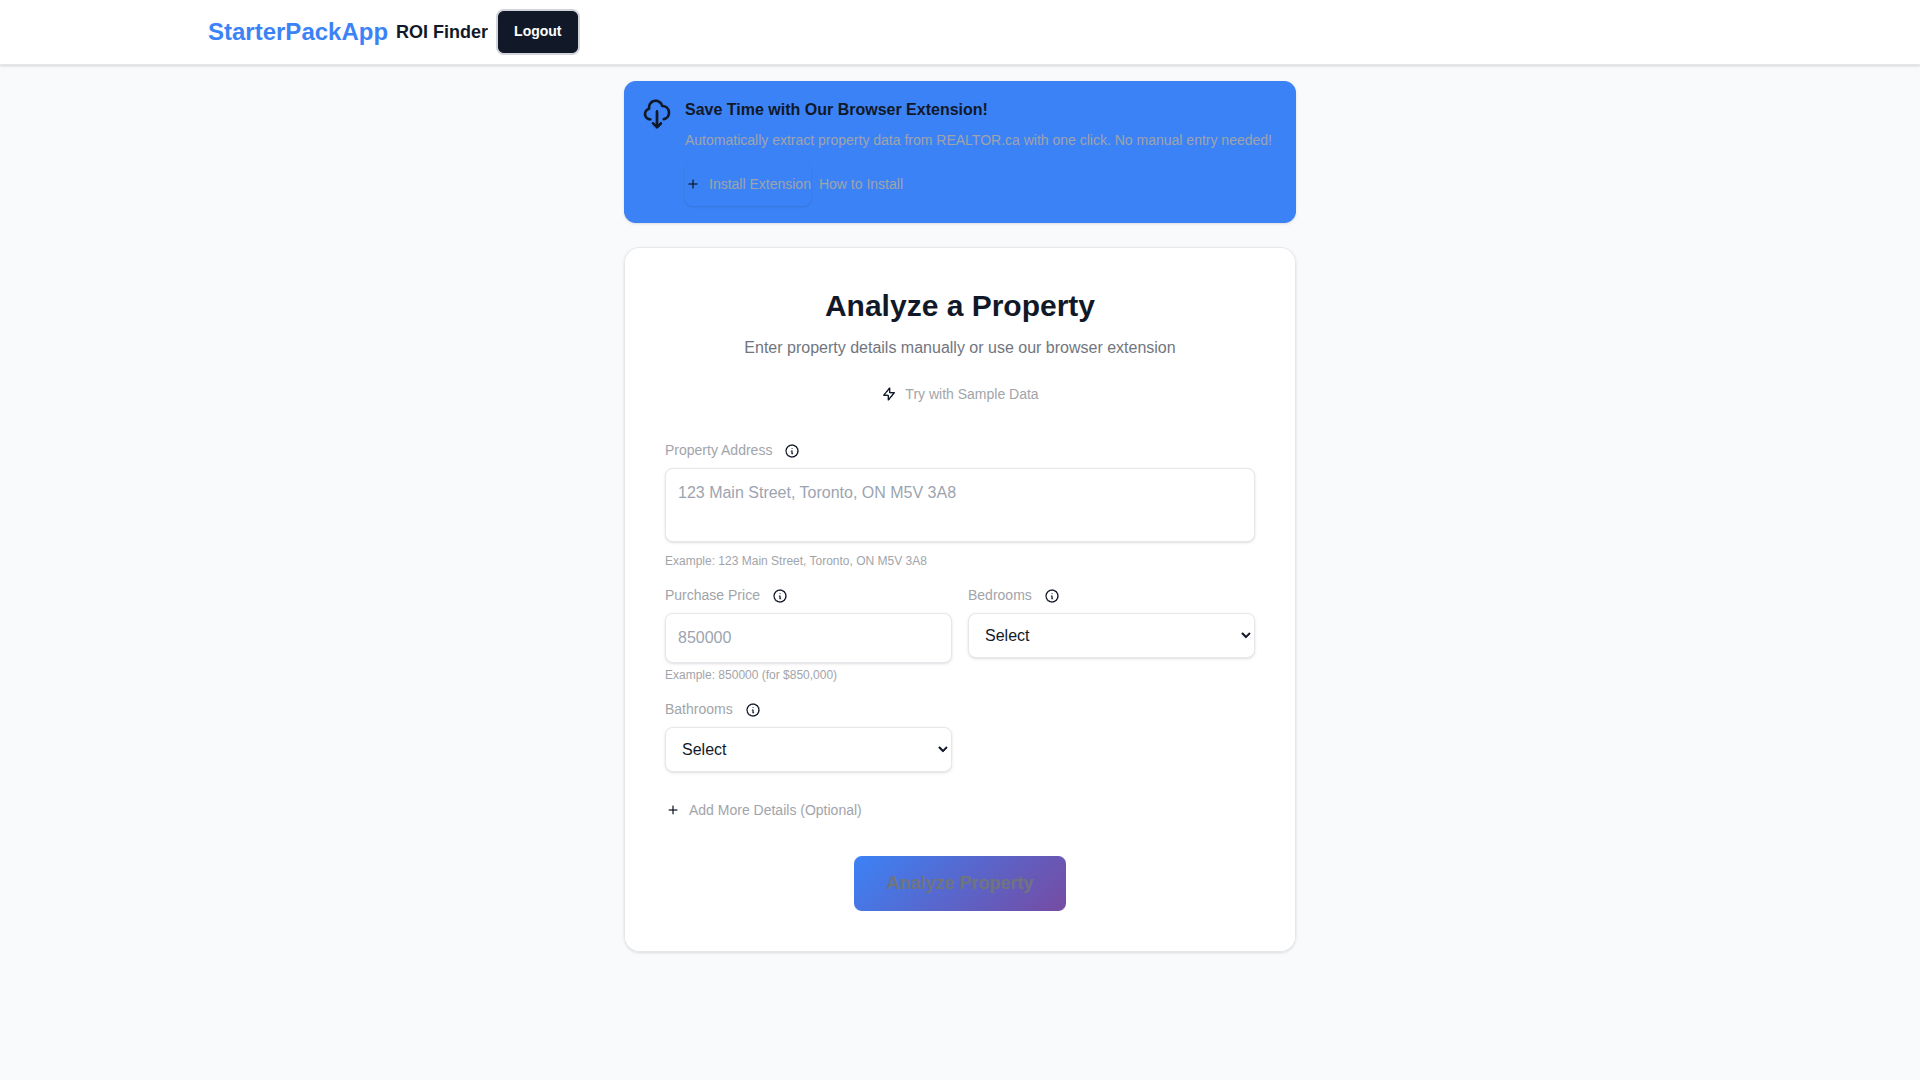 StarterPackApp ROI Finder Logout
Save Time with Our Browser Extension!
Automatically extract property data from REALTOR.ca with one click. No manual entry needed!
Install Extension How to Install
Analyze a Property
Enter property details manually or use our browser extension
Try with Sample Data
Property Address
123 Main Street, Toronto, ON M5V 3A8
Example: 123 Main Street, Toronto, ON M5V 3A8
Purchase Price Bedrooms
850000 Select
Example: 850000 (for $850,000)
Bathrooms
Select
Add More Details (Optional)
Analyze Property